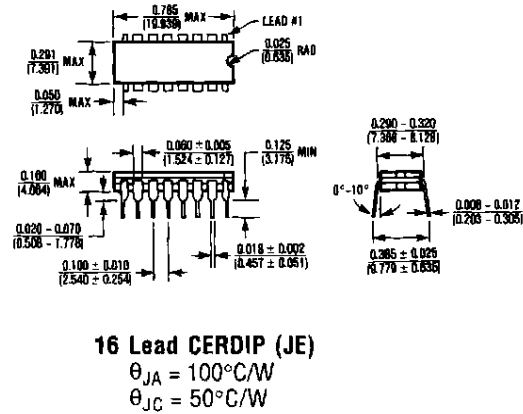 0.785 MAX
(19.939)
LEAD #1
0.291 MAX
(7.391)
0.025 RAD
(0.635)
0.050 MAX
(1.270)
0.290 – 0.320
(7.366 – 8.128)
0.060 ± 0.005
(1.524 ± 0.127)
0.125 MIN
(3.175)
0.160 MAX
(4.064)
0°-10°
0.008 – 0.012
(0.203 – 0.305)
0.020 – 0.070
(0.508 – 1.778)
0.018 ± 0.002
(0.457 ± 0.051)
0.385 ± 0.025
(9.779 ± 0.635)
0.100 ± 0.010
(2.540 ± 0.254)
16 Lead CERDIP (JE)
θJA = 100°C/W
θJC = 50°C/W